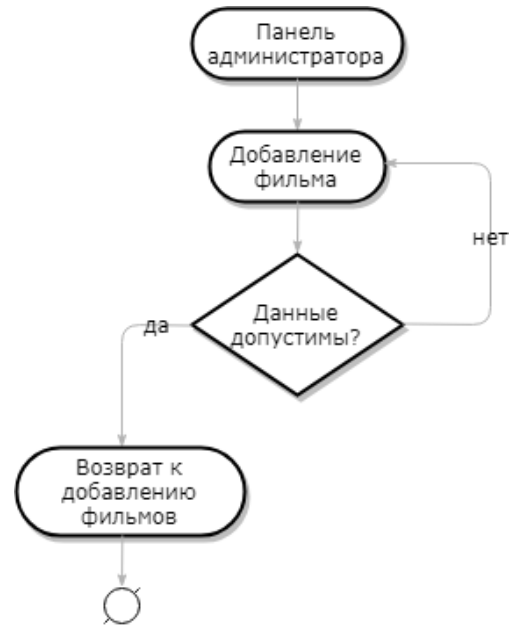 Панель
администратора
Добавление
фильма
нет
Данные
допустимы?
да
Возврат к
добавлению
фильмов